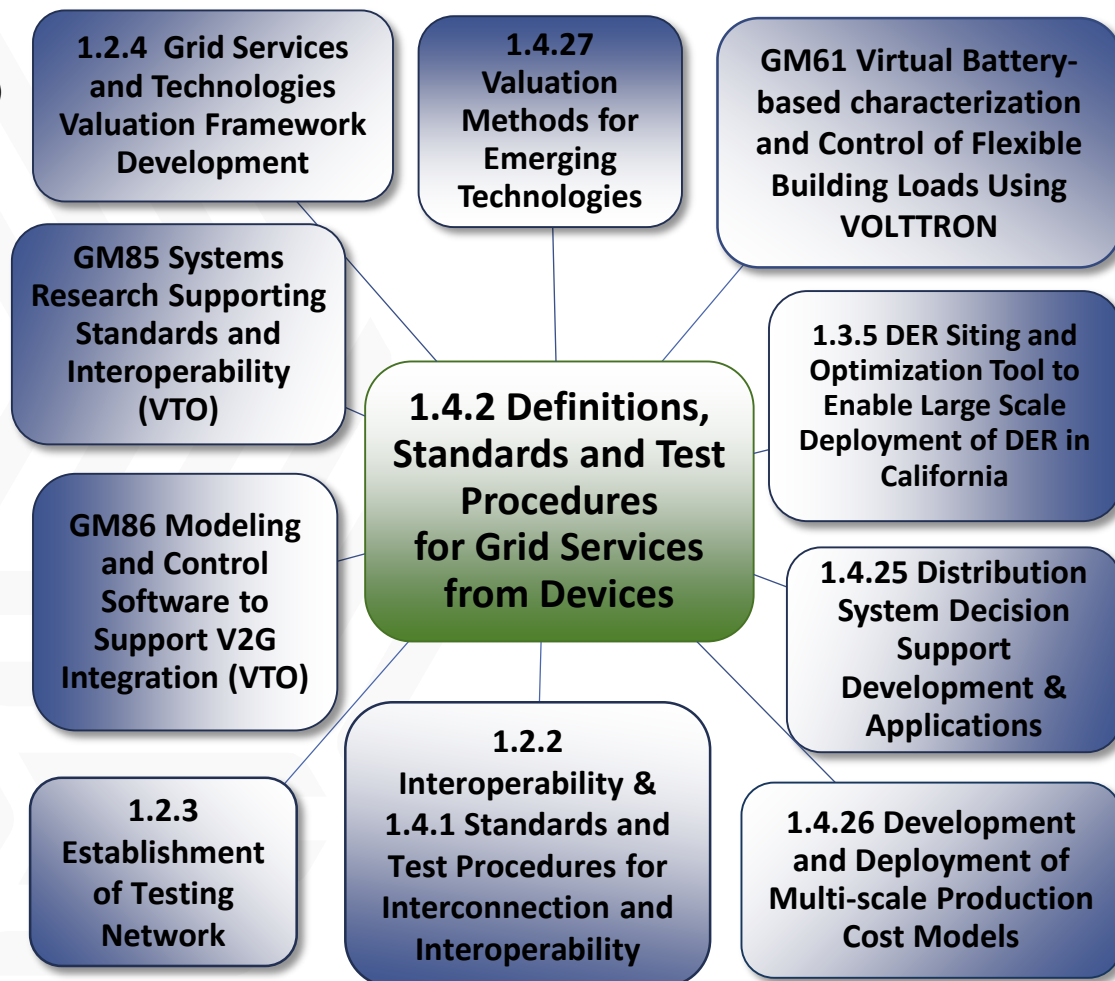 1.2.4  Grid Services
and Technologies
Valuation Framework
Development
1.4.27
Valuation
Methods for
Emerging
Technologies
GM61 Virtual Battery-
based characterization
and Control of Flexible
Building Loads Using
VOLTTRON
GM85 Systems
Research Supporting
Standards and
Interoperability
(VTO)
1.3.5 DER Siting and
Optimization Tool to
Enable Large Scale
Deployment of DER in
California
1.4.2 Definitions,
Standards and Test
Procedures
for Grid Services
from Devices
GM86 Modeling
and Control
Software to
Support V2G
Integration (VTO)
1.4.25 Distribution
System Decision
Support
Development &
Applications
1.2.3
Establishment
of Testing
Network
1.2.2
Interoperability &
1.4.1 Standards and
Test Procedures for
Interconnection and
Interoperability
1.4.26 Development
and Deployment of
Multi-scale Production
Cost Models